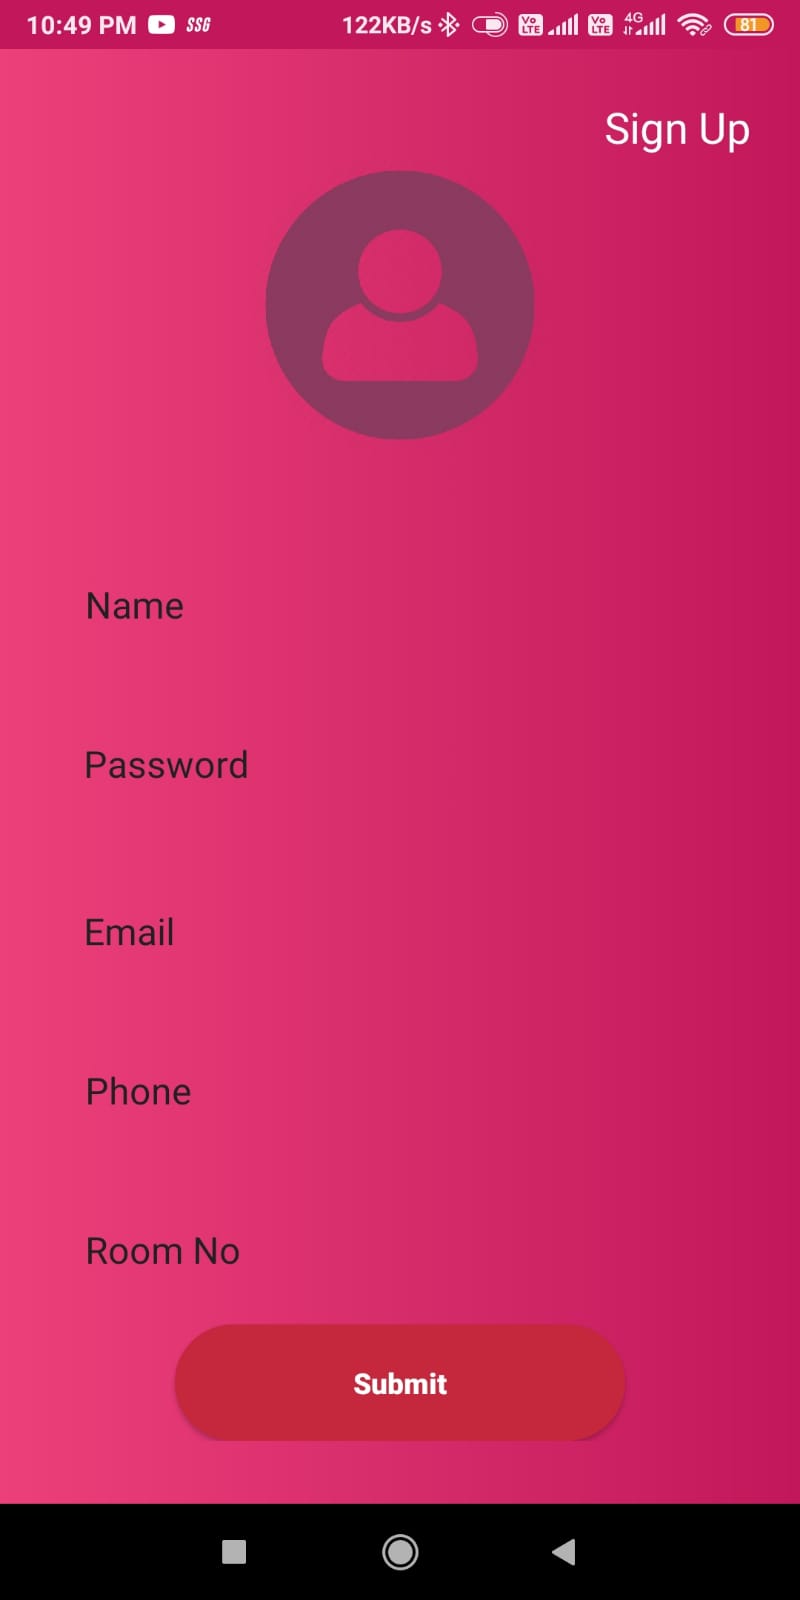 10:49 PM SSG 122KB/s Vo LTE Vo LTE 4G 81
Sign Up
Name
Password
Email
Phone
Room No
Submit